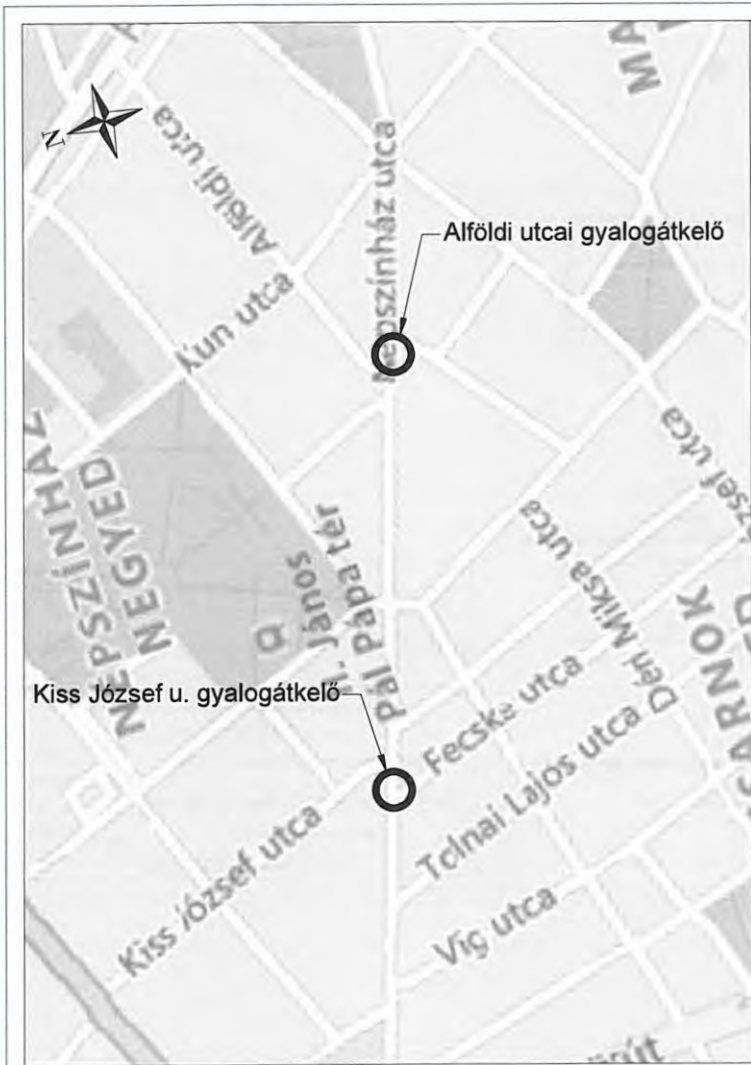 N
Alföldi utca
Népszínház utca
Alföldi utcai gyalogátkelő
Kun utca
NÉPSZÍNHÁZ
NEGYED
II. János
Pál Pápa tér
Déri Miksa utca
József utca
Kiss József u. gyalogátkelő
Fecske utca
Tolnai Lajos utca
Kiss József utca
Víg utca